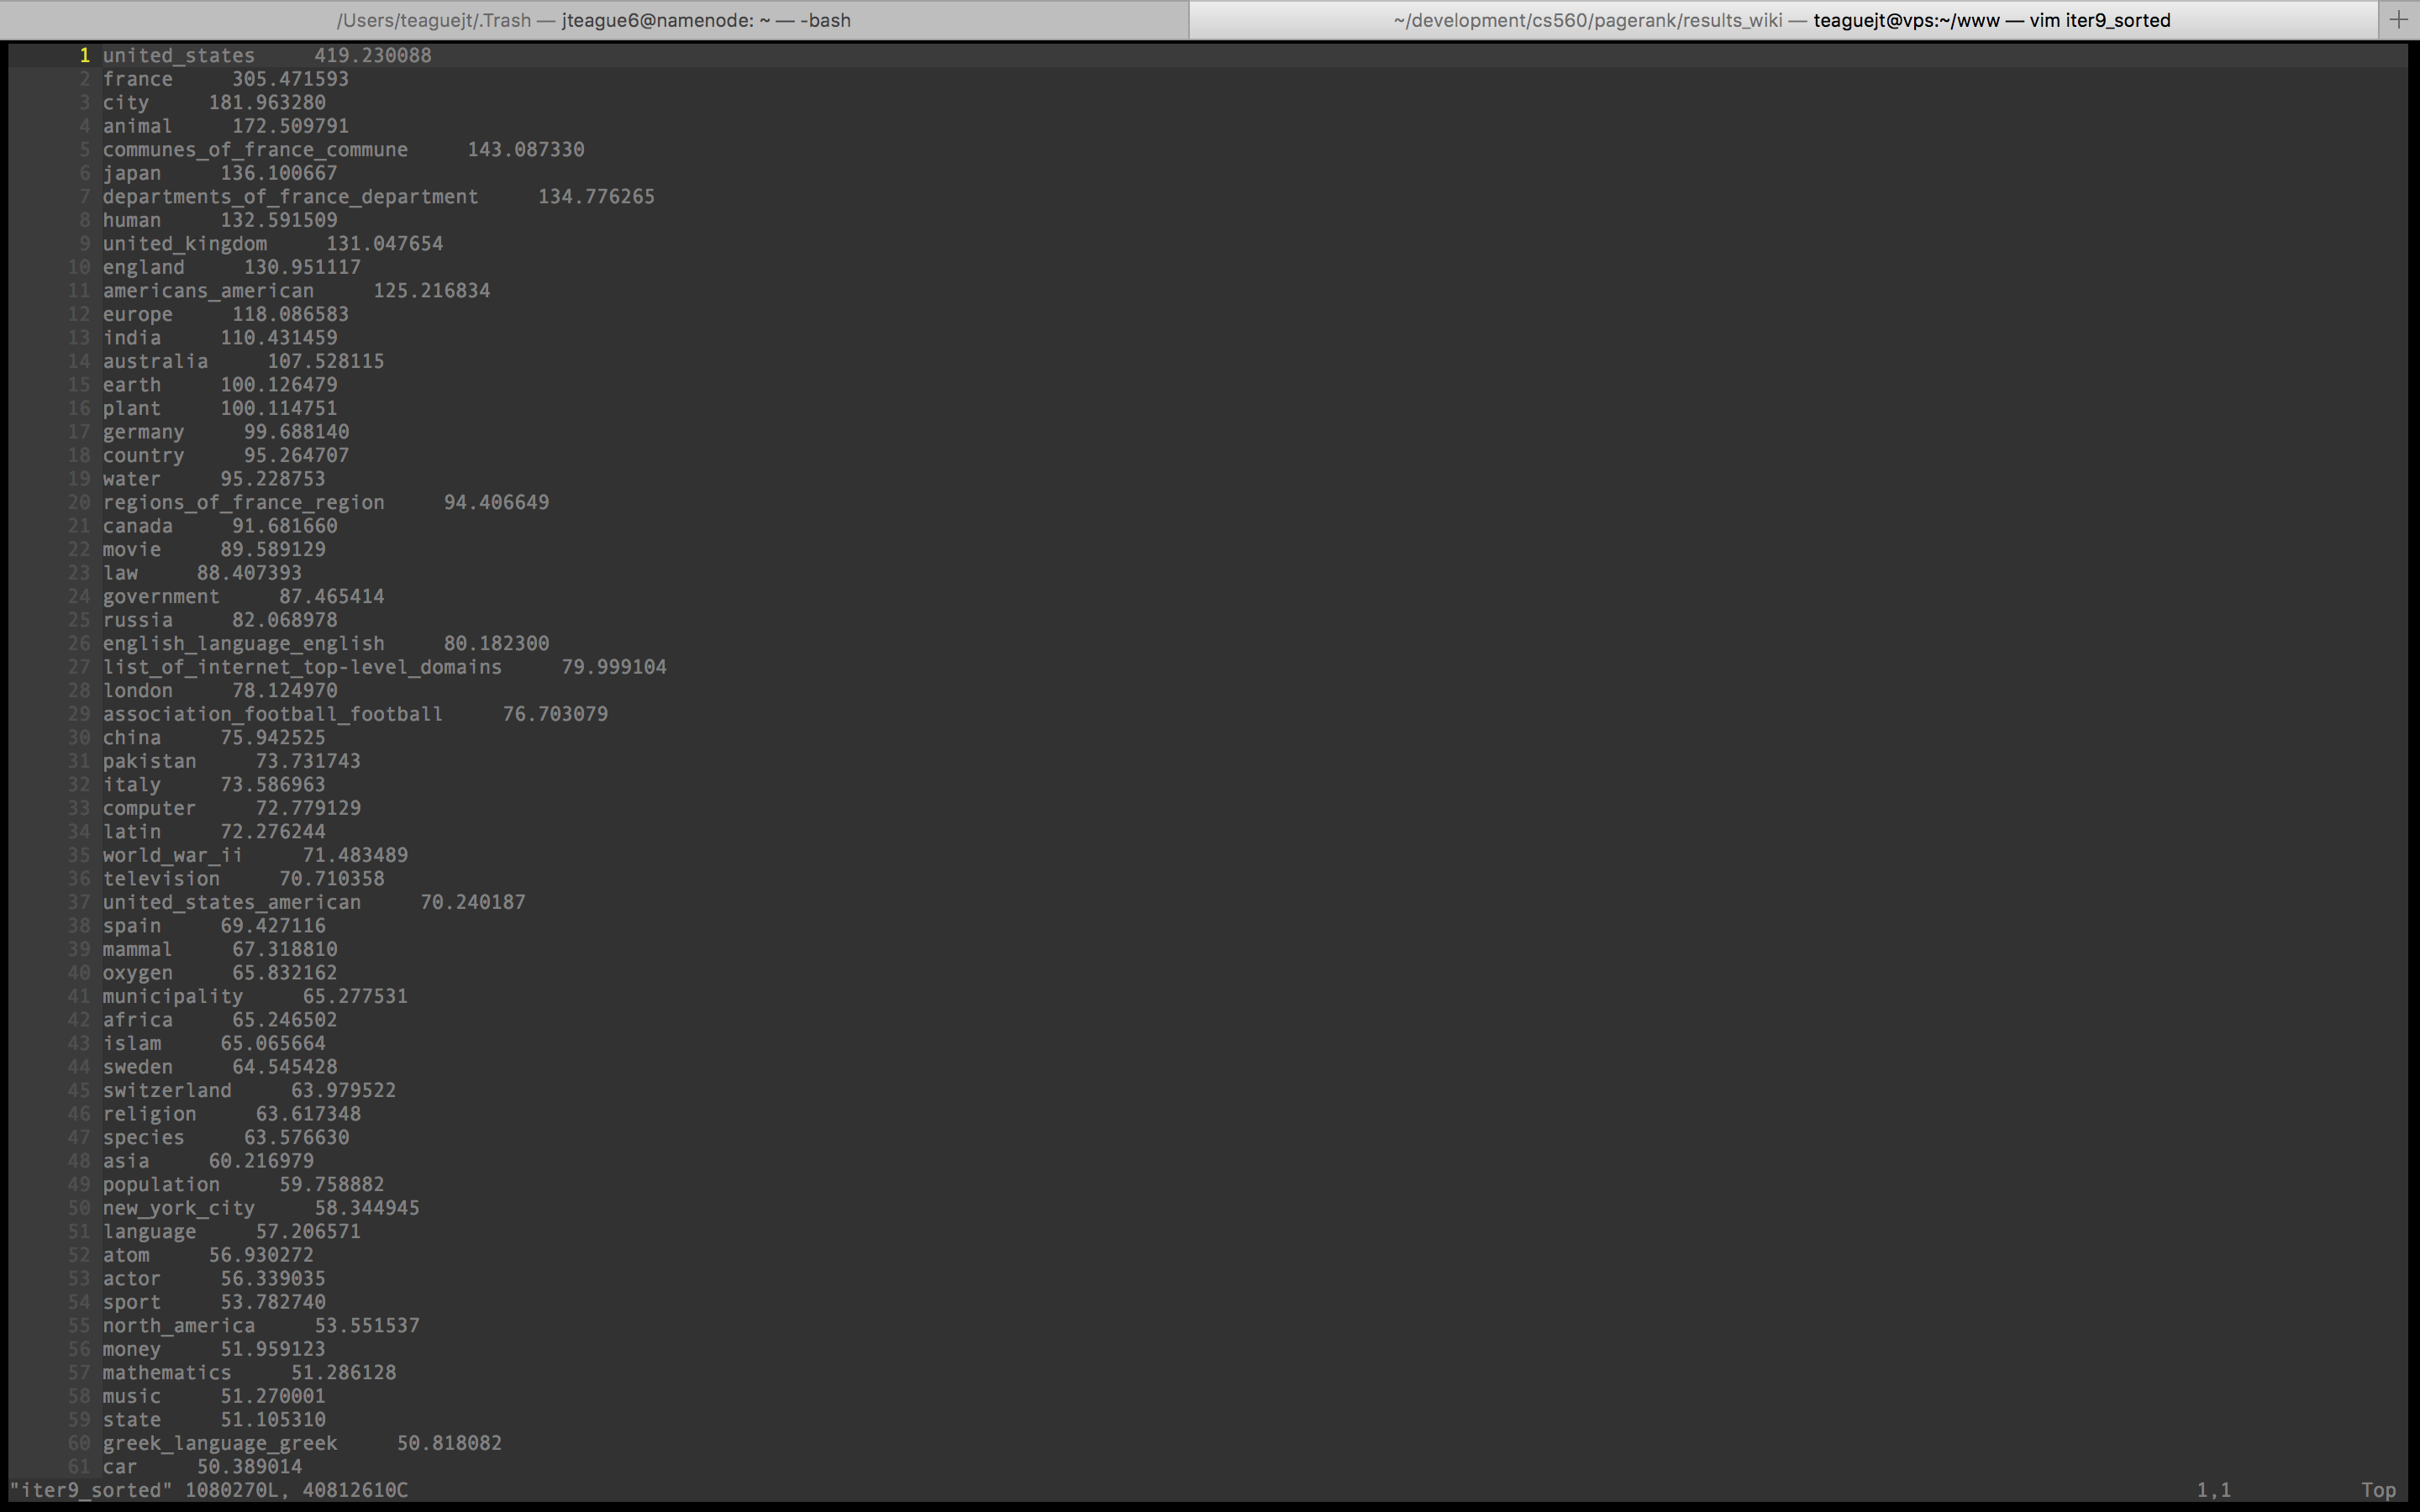 /Users/teaguejt/.Trash — jteague6@namenode: ~ — -bash
~/development/cs560/pagerank/results_wiki — teaguejt@vps:~/www — vim iter9_sorted
1 united_states 419.230088
2 france 305.471593
3 city 181.963280
4 animal 172.509791
5 communes_of_france_commune 143.087330
6 japan 136.100667
7 departments_of_france_department 134.776265
8 human 132.591509
9 united_kingdom 131.047654
10 england 130.951117
11 americans_american 125.216834
12 europe 118.086583
13 india 110.431459
14 australia 107.528115
15 earth 100.126479
16 plant 100.114751
17 germany 99.688140
18 country 95.264707
19 water 95.228753
20 regions_of_france_region 94.406649
21 canada 91.681660
22 movie 89.589129
23 law 88.407393
24 government 87.465414
25 russia 82.068978
26 english_language_english 80.182300
27 list_of_internet_top-level_domains 79.999104
28 london 78.124970
29 association_football_football 76.703079
30 china 75.942525
31 pakistan 73.731743
32 italy 73.586963
33 computer 72.779129
34 latin 72.276244
35 world_war_ii 71.483489
36 television 70.710358
37 united_states_american 70.240187
38 spain 69.427116
39 mammal 67.318810
40 oxygen 65.832162
41 municipality 65.277531
42 africa 65.246502
43 islam 65.065664
44 sweden 64.545428
45 switzerland 63.979522
46 religion 63.617348
47 species 63.576630
48 asia 60.216979
49 population 59.758882
50 new_york_city 58.344945
51 language 57.206571
52 atom 56.930272
53 actor 56.339035
54 sport 53.782740
55 north_america 53.551537
56 money 51.959123
57 mathematics 51.286128
58 music 51.270001
59 state 51.105310
60 greek_language_greek 50.818082
61 car 50.389014
"iter9_sorted" 1080270L, 40812610C 1,1 Top